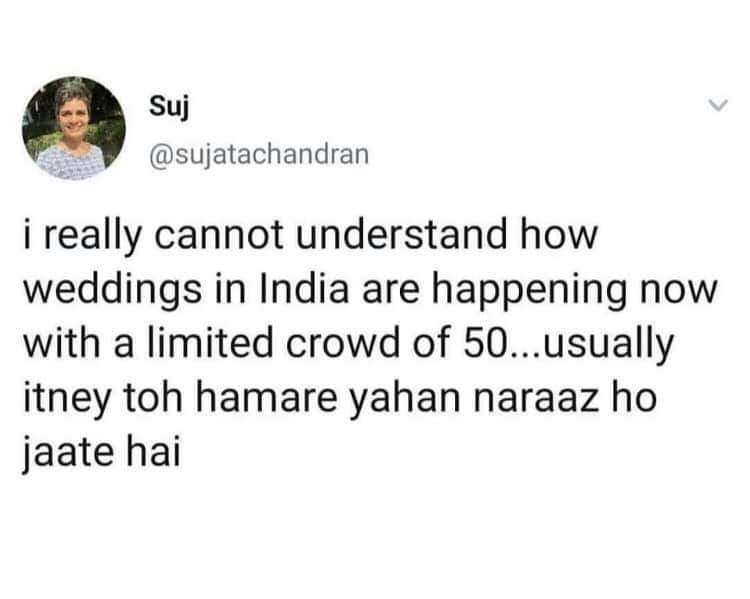 Suj
@sujatachandran
i really cannot understand how
weddings in India are happening now
with a limited crowd of 50...usually
itney toh hamare yahan naraaz ho
jaate hai